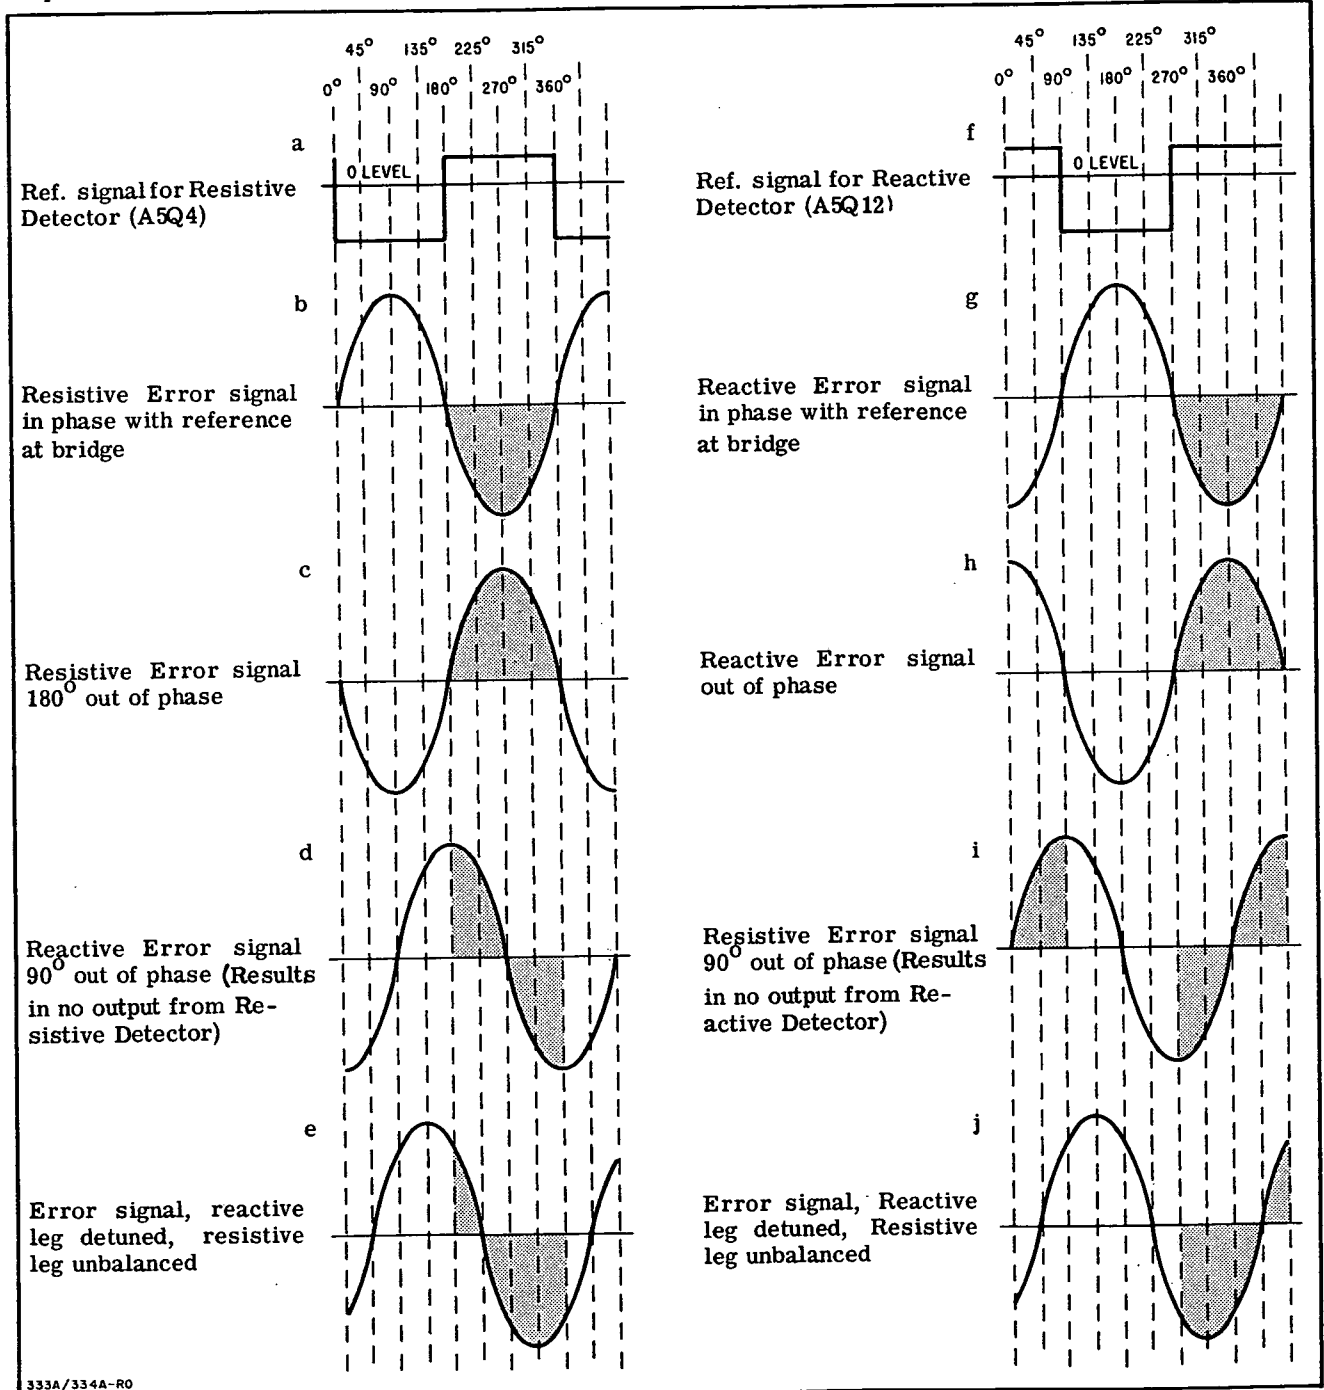 45° 135° 225° 315°
0° 90° 180° 270° 360°
a
0 LEVEL
Ref. signal for Resistive
Detector (A5Q4)
b
Resistive Error signal
in phase with reference
at bridge
c
Resistive Error signal
180° out of phase
d
Reactive Error signal
90° out of phase (Results
in no output from Re-
sistive Detector)
e
Error signal, reactive
leg detuned, resistive
leg unbalanced
45° 135° 225° 315°
0° 90° 180° 270° 360°
f
0 LEVEL
Ref. signal for Reactive
Detector (A5Q12)
g
Reactive Error signal
in phase with reference
at bridge
h
Reactive Error signal
out of phase
i
Resistive Error signal
90° out of phase (Results
in no output from Re-
active Detector)
j
Error signal, Reactive
leg detuned, Resistive
leg unbalanced
333A/334A-RO